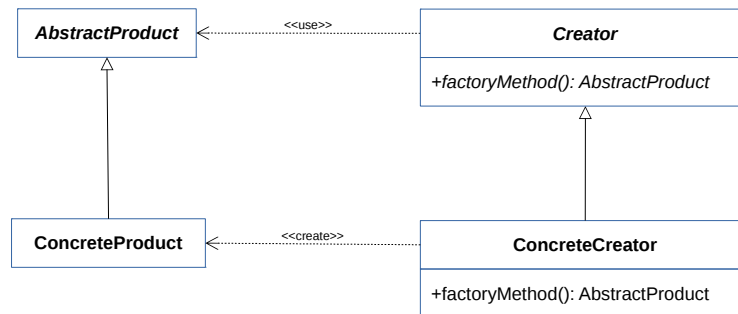 AbstractProduct
<<use>>
Creator
+factoryMethod(): AbstractProduct
ConcreteProduct
<<create>>
ConcreteCreator
+factoryMethod(): AbstractProduct